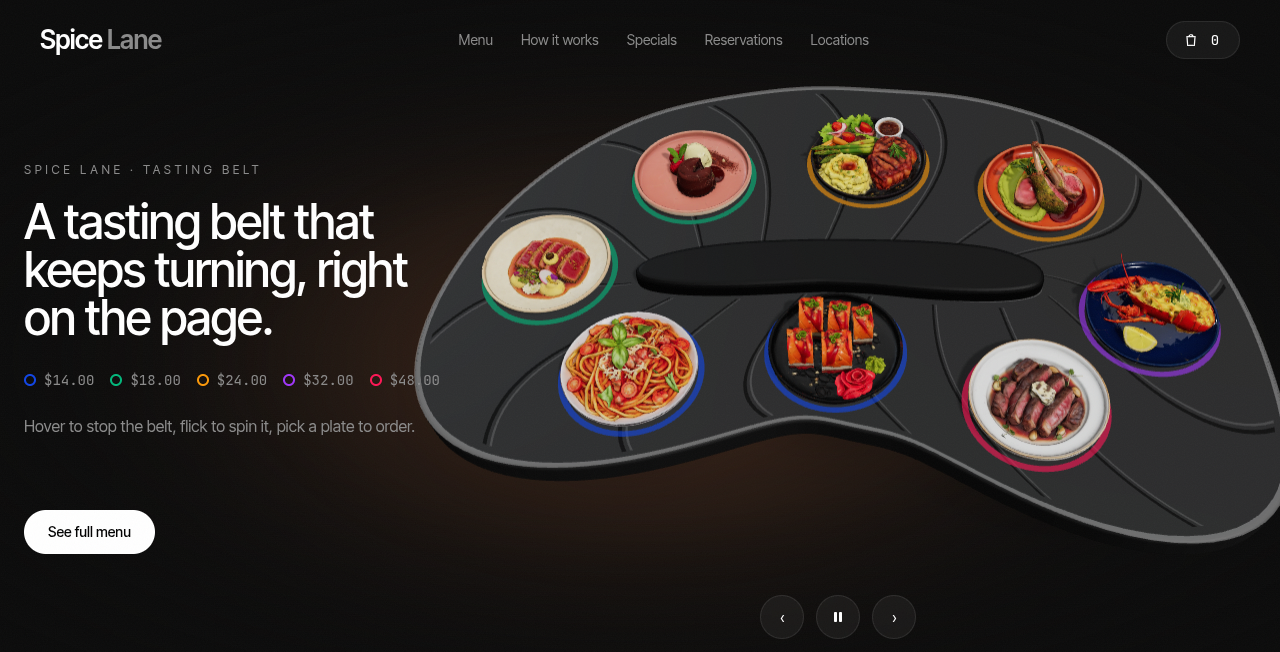 Spice Lane
Menu
How it works
Specials
Reservations
Locations
0
SPICE LANE · TASTING BELT
A tasting belt that
keeps turning, right
on the page.
$14.00 $18.00 $24.00 $32.00 $48.00
Hover to stop the belt, flick to spin it, pick a plate to order.
See full menu